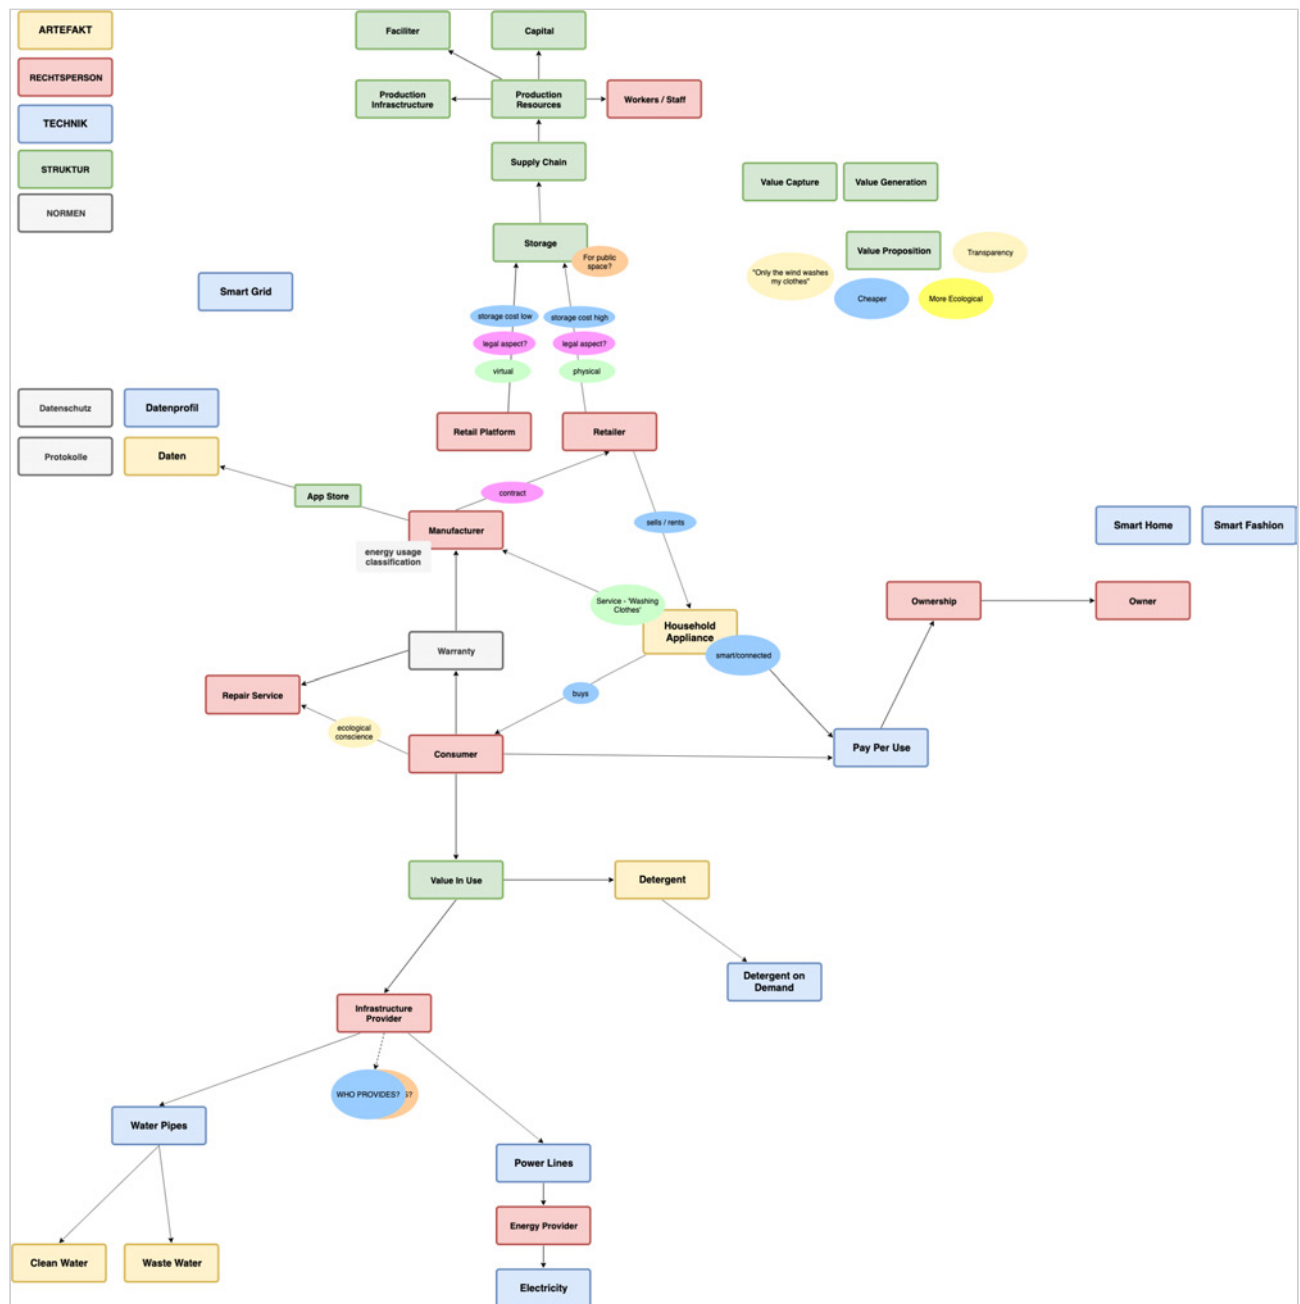 ARTEFAKT
Faciliter
Capital
RECHTSPERSON
Production
Infrasctructure
Production
Resources
Workers / Staff
TECHNIK
STRUKTUR
Supply Chain
Value Capture
Value Generation
NORMEN
Storage
For public
space?
Value Proposition
Transparency
"Only the wind washes
my clothes"
Cheaper
More Ecological
Smart Grid
storage cost low
storage cost high
legal aspect?
legal aspect?
virtual
physical
Datenschutz
Datenprofil
Retail Platform
Retailer
Protokolle
Daten
App Store
contract
Manufacturer
sells / rents
Smart Home
Smart Fashion
energy usage
classification
Service - 'Washing
Clothes'
Ownership
Owner
Household
Appliance
Warranty
smart/connected
Repair Service
buys
ecological
conscience
Consumer
Pay Per Use
Value In Use
Detergent
Detergent on
Demand
Infrastructure
Provider
WHO PROVIDES?
S?
Water Pipes
Power Lines
Energy Provider
Clean Water
Waste Water
Electricity